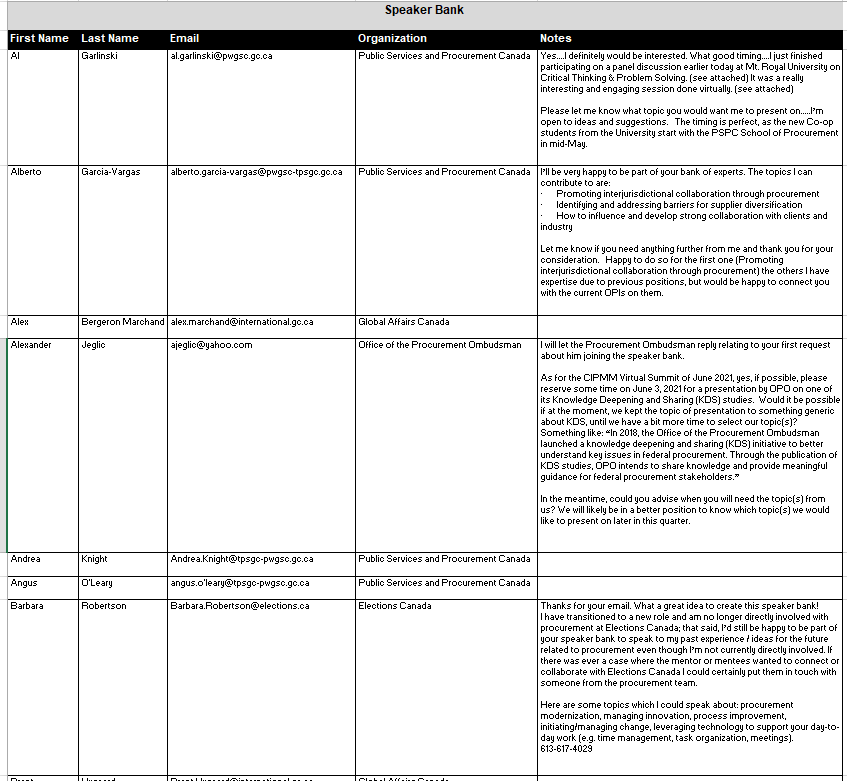 Speaker Bank
First Name Last Name Email Organization Notes
Al Garlinski al.garlinski@pwgsc.gc.ca Public Services and Procurement Canada Yes....I definitely would be interested. What good timing....I just finished
participating on a panel discussion earlier today at Mt. Royal University on
Critical Thinking & Problem Solving. (see attached) It was a really
interesting and engaging session done virtually. (see attached)
Please let me know what topic you would want me to present on.....I'm
open to ideas and suggestions. The timing is perfect, as the new Co-op
students from the University start with the PSPC School of Procurement
in mid-May.
Alberto Garcia-Vargas alberto.garcia-vargas@pwgsc-tpsgc.gc.ca Public Services and Procurement Canada I'll be very happy to be part of your bank of experts. The topics I can
contribute to are:
· Promoting interjurisdictional collaboration through procurement
· Identifying and addressing barriers for supplier diversification
· How to influence and develop strong collaboration with clients and
industry
Let me know if you need anything further from me and thank you for your
consideration. Happy to do so for the first one (Promoting
interjurisdictional collaboration through procurement) the others I have
expertise due to previous positions, but would be happy to connect you
with the current OPIs on them.
Alex Bergeron Marchand alex.marchand@international.gc.ca Global Affairs Canada
Alexander Jeglic ajeglic@yahoo.com Office of the Procurement Ombudsman I will let the Procurement Ombudsman reply relating to your first request
about him joining the speaker bank.
As for the CIPMM Virtual Summit of June 2021, yes, if possible, please
reserve some time on June 3, 2021 for a presentation by OPO on one of
its Knowledge Deepening and Sharing (KDS) studies. Would it be possible
if at the moment, we kept the topic of presentation to something generic
about KDS, until we have a bit more time to select our topic(s)?
Something like: “In 2018, the Office of the Procurement Ombudsman
launched a knowledge deepening and sharing (KDS) initiative to better
understand key issues in federal procurement. Through the publication of
KDS studies, OPO intends to share knowledge and provide meaningful
guidance for federal procurement stakeholders.”
In the meantime, could you advise when you will need the topic(s) from
us? We will likely be in a better position to know which topic(s) we would
like to present on later in this quarter.
Andrea Knight Andrea.Knight@tpsgc-pwgsc.gc.ca Public Services and Procurement Canada
Angus O'Leary angus.o'leary@tpsgc-pwgsc.gc.ca Public Services and Procurement Canada
Barbara Robertson Barbara.Robertson@elections.ca Elections Canada Thanks for your email. What a great idea to create this speaker bank!
I have transitioned to a new role and am no longer directly involved with
procurement at Elections Canada; that said, I'd still be happy to be part of
your speaker bank to speak to my past experience / ideas for the future
related to procurement even though I'm not currently directly involved. If
there was ever a case where the mentor or mentees wanted to connect or
collaborate with Elections Canada I could certainly put them in touch with
someone from the procurement team.
Here are some topics which I could speak about: procurement
modernization, managing innovation, process improvement,
initiating/managing change, leveraging technology to support your day-to-
day work (e.g. time management, task organization, meetings).
613-617-4029